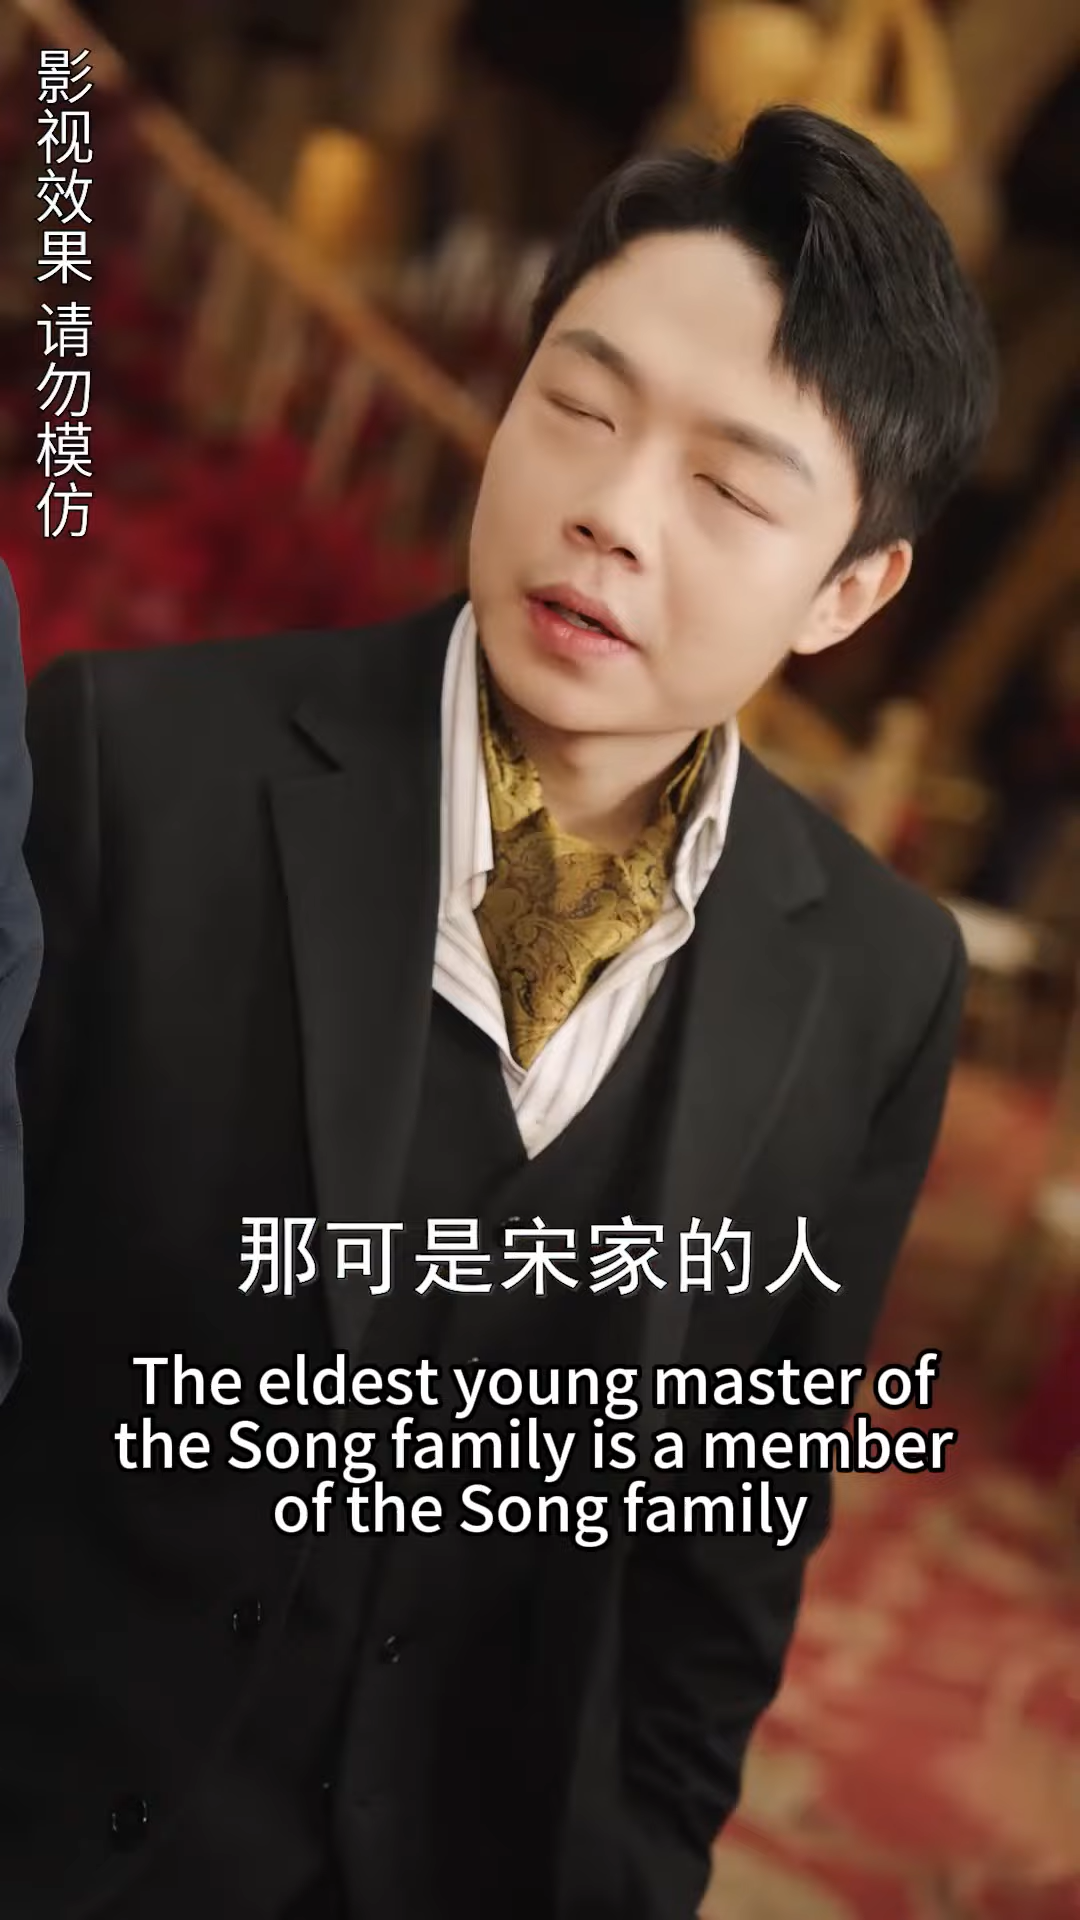 影视效果 请勿模仿
那可是宋家的人
The eldest young master of
the Song family is a member
of the Song family